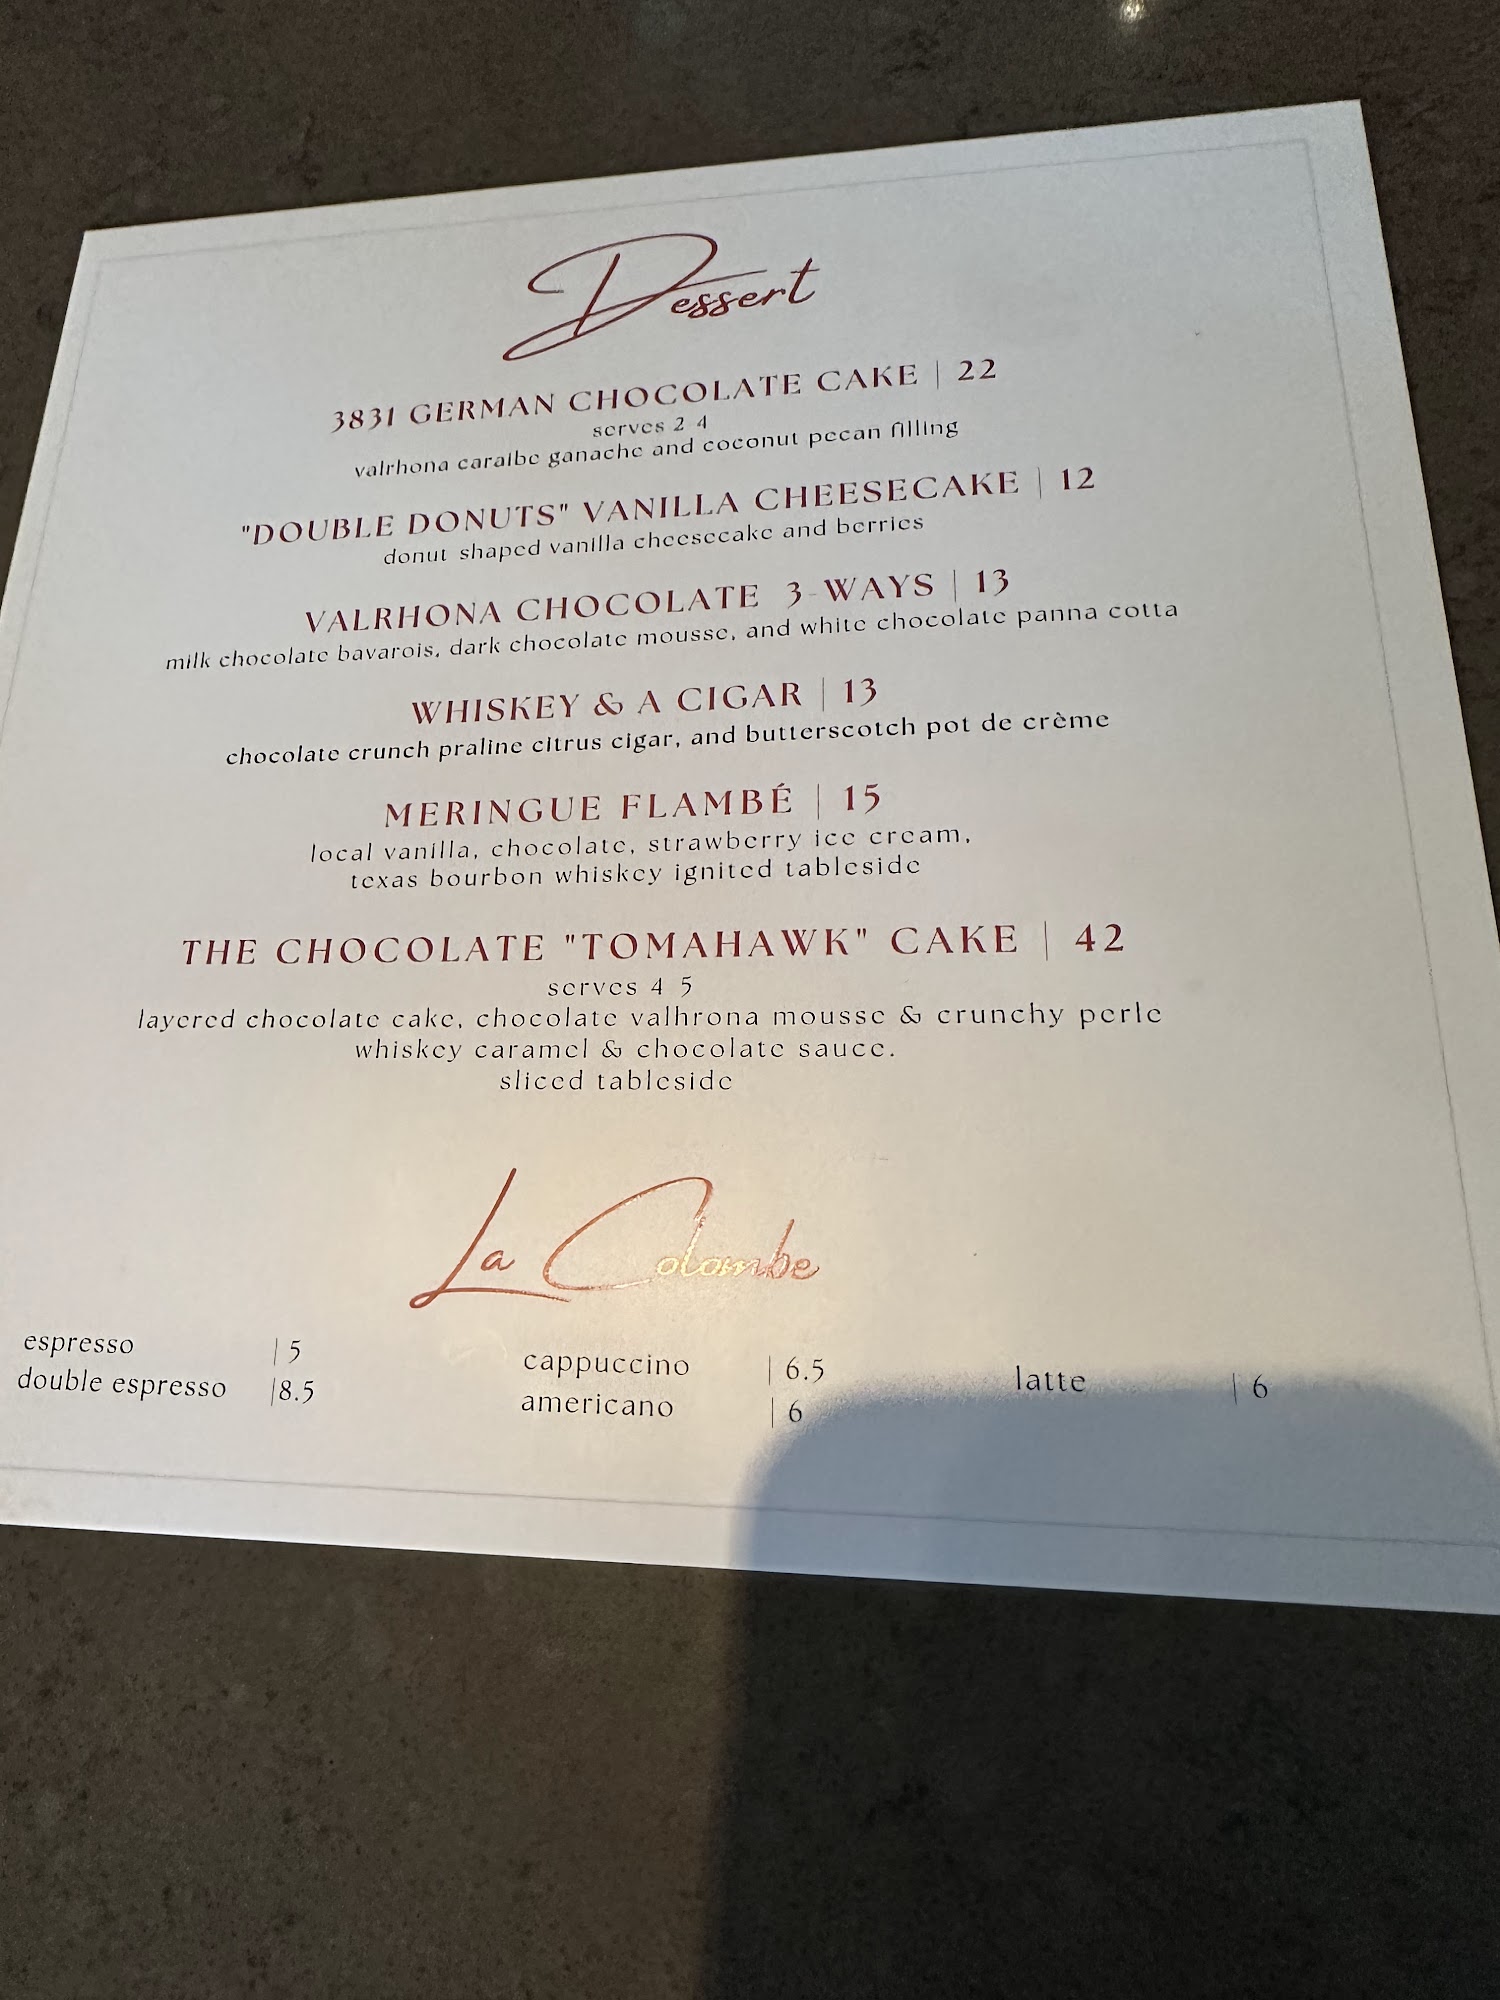 Dessert
3831 GERMAN CHOCOLATE CAKE | 22
serves 2 4
valrhona caraibe ganache and coconut pecan filling
"DOUBLE DONUTS" VANILLA CHEESECAKE | 12
donut shaped vanilla cheesecake and berries
VALRHONA CHOCOLATE 3-WAYS | 13
milk chocolate bavarois, dark chocolate mousse, and white chocolate panna cotta
WHISKEY & A CIGAR | 13
chocolate crunch praline citrus cigar, and butterscotch pot de crème
MERINGUE FLAMBÉ | 15
local vanilla, chocolate, strawberry ice cream,
texas bourbon whiskey ignited tableside
THE CHOCOLATE "TOMAHAWK" CAKE | 42
serves 4 5
layered chocolate cake, chocolate valhrona mousse & crunchy perle
whiskey caramel & chocolate sauce.
sliced tableside
La Colombe
espresso | 5 cappuccino | 6.5 latte | 6
double espresso |8.5 americano | 6